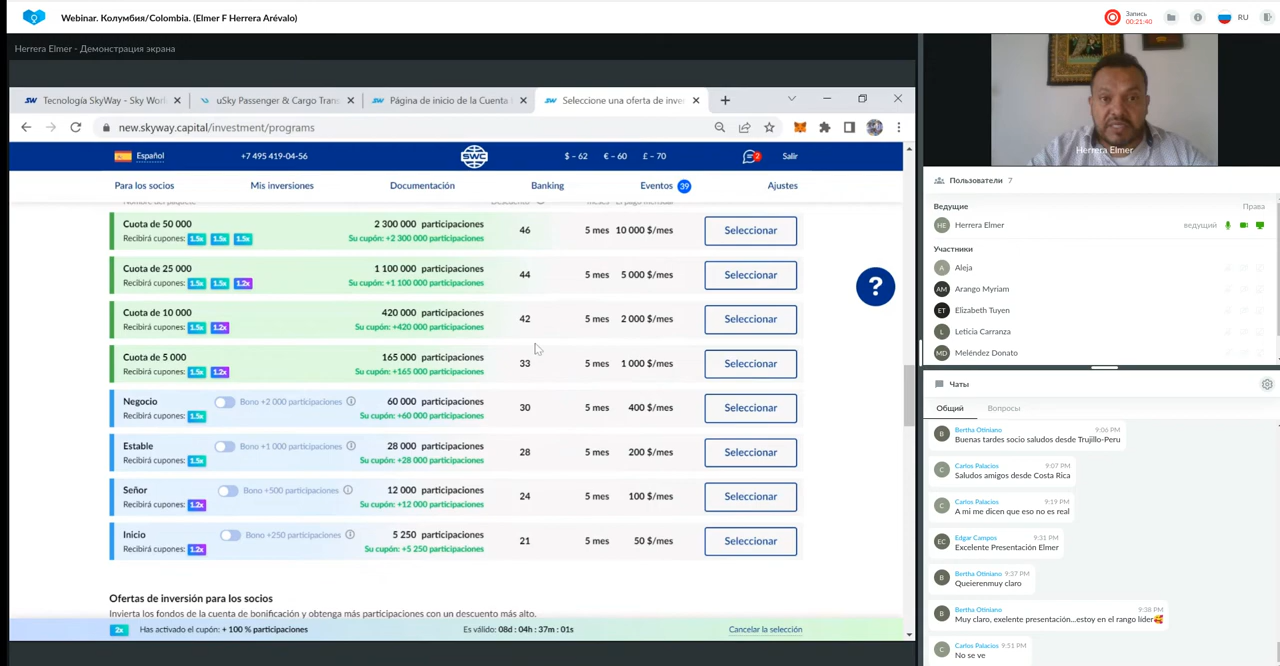 Webinar. Колумбия/Colombia. (Elmer F Herrera Arévalo)
Запись
00:21:40
RU
Herrera Elmer - Демонстрация экрана
Tecnología SkyWay - Sky Worl
uSky Passenger & Cargo Tran
Página de inicio de la Cuenta
Seleccione una oferta de inver
new.skyway.capital/investment/programs
Español
+7 495 419-04-56
SWC
$ – 62
€ – 60
£ – 70
2
Salir
Para los socios
Mis inversiones
Documentación
Banking
Eventos 39
Ajustes
Cuota de 50 000
2 300 000 participaciones
46
5 mes
10 000 $/mes
Seleccionar
Recibirá cupones: 1.5x 1.5x 1.5x
Su cupón: +2 300 000 participaciones
Cuota de 25 000
1 100 000 participaciones
44
5 mes
5 000 $/mes
Seleccionar
Recibirá cupones: 1.5x 1.5x 1.2x
Su cupón: +1 100 000 participaciones
Cuota de 10 000
420 000 participaciones
42
5 mes
2 000 $/mes
Seleccionar
Recibirá cupones: 1.5x 1.2x
Su cupón: +420 000 participaciones
Cuota de 5 000
165 000 participaciones
33
5 mes
1 000 $/mes
Seleccionar
Recibirá cupones: 1.5x 1.2x
Su cupón: +165 000 participaciones
Negocio
Bono +2 000 participaciones
60 000 participaciones
30
5 mes
400 $/mes
Seleccionar
Recibirá cupones: 1.5x
Su cupón: +60 000 participaciones
Estable
Bono +1 000 participaciones
28 000 participaciones
28
5 mes
200 $/mes
Seleccionar
Recibirá cupones: 1.5x
Su cupón: +28 000 participaciones
Señor
Bono +500 participaciones
12 000 participaciones
24
5 mes
100 $/mes
Seleccionar
Recibirá cupones: 1.2x
Su cupón: +12 000 participaciones
Inicio
Bono +250 participaciones
5 250 participaciones
21
5 mes
50 $/mes
Seleccionar
Recibirá cupones: 1.2x
Su cupón: +5 250 participaciones
?
Ofertas de inversión para los socios
Invierta los fondos de la cuenta de bonificación y obtenga más participaciones con un descuento más alto.
2x Has activado el cupón: + 100 % participaciones
Es válido: 08d : 04h : 37m : 01s
Cancelar la selección
Herrera Elmer
Пользователи 7
Ведущие
Права
HE Herrera Elmer
ведущий
Участники
A Aleja
AM Arango Myriam
ET Elizabeth Tuyen
L Leticia Carranza
MD Meléndez Donato
Чаты
Общий
Вопросы
B Bertha Otiniano 9:06 PM
Buenas tardes socio saludos desde Trujillo-Peru
C Carlos Palacios 9:07 PM
Saludos amigos desde Costa Rica
C Carlos Palacios 9:19 PM
A mi me dicen que eso no es real
EC Edgar Campos 9:31 PM
Excelente Presentación Elmer
B Bertha Otiniano 9:37 PM
Queierenmuy claro
B Bertha Otiniano 9:38 PM
Muy claro, exelente presentación...estoy en el rango líder🥰
C Carlos Palacios 9:51 PM
No se ve